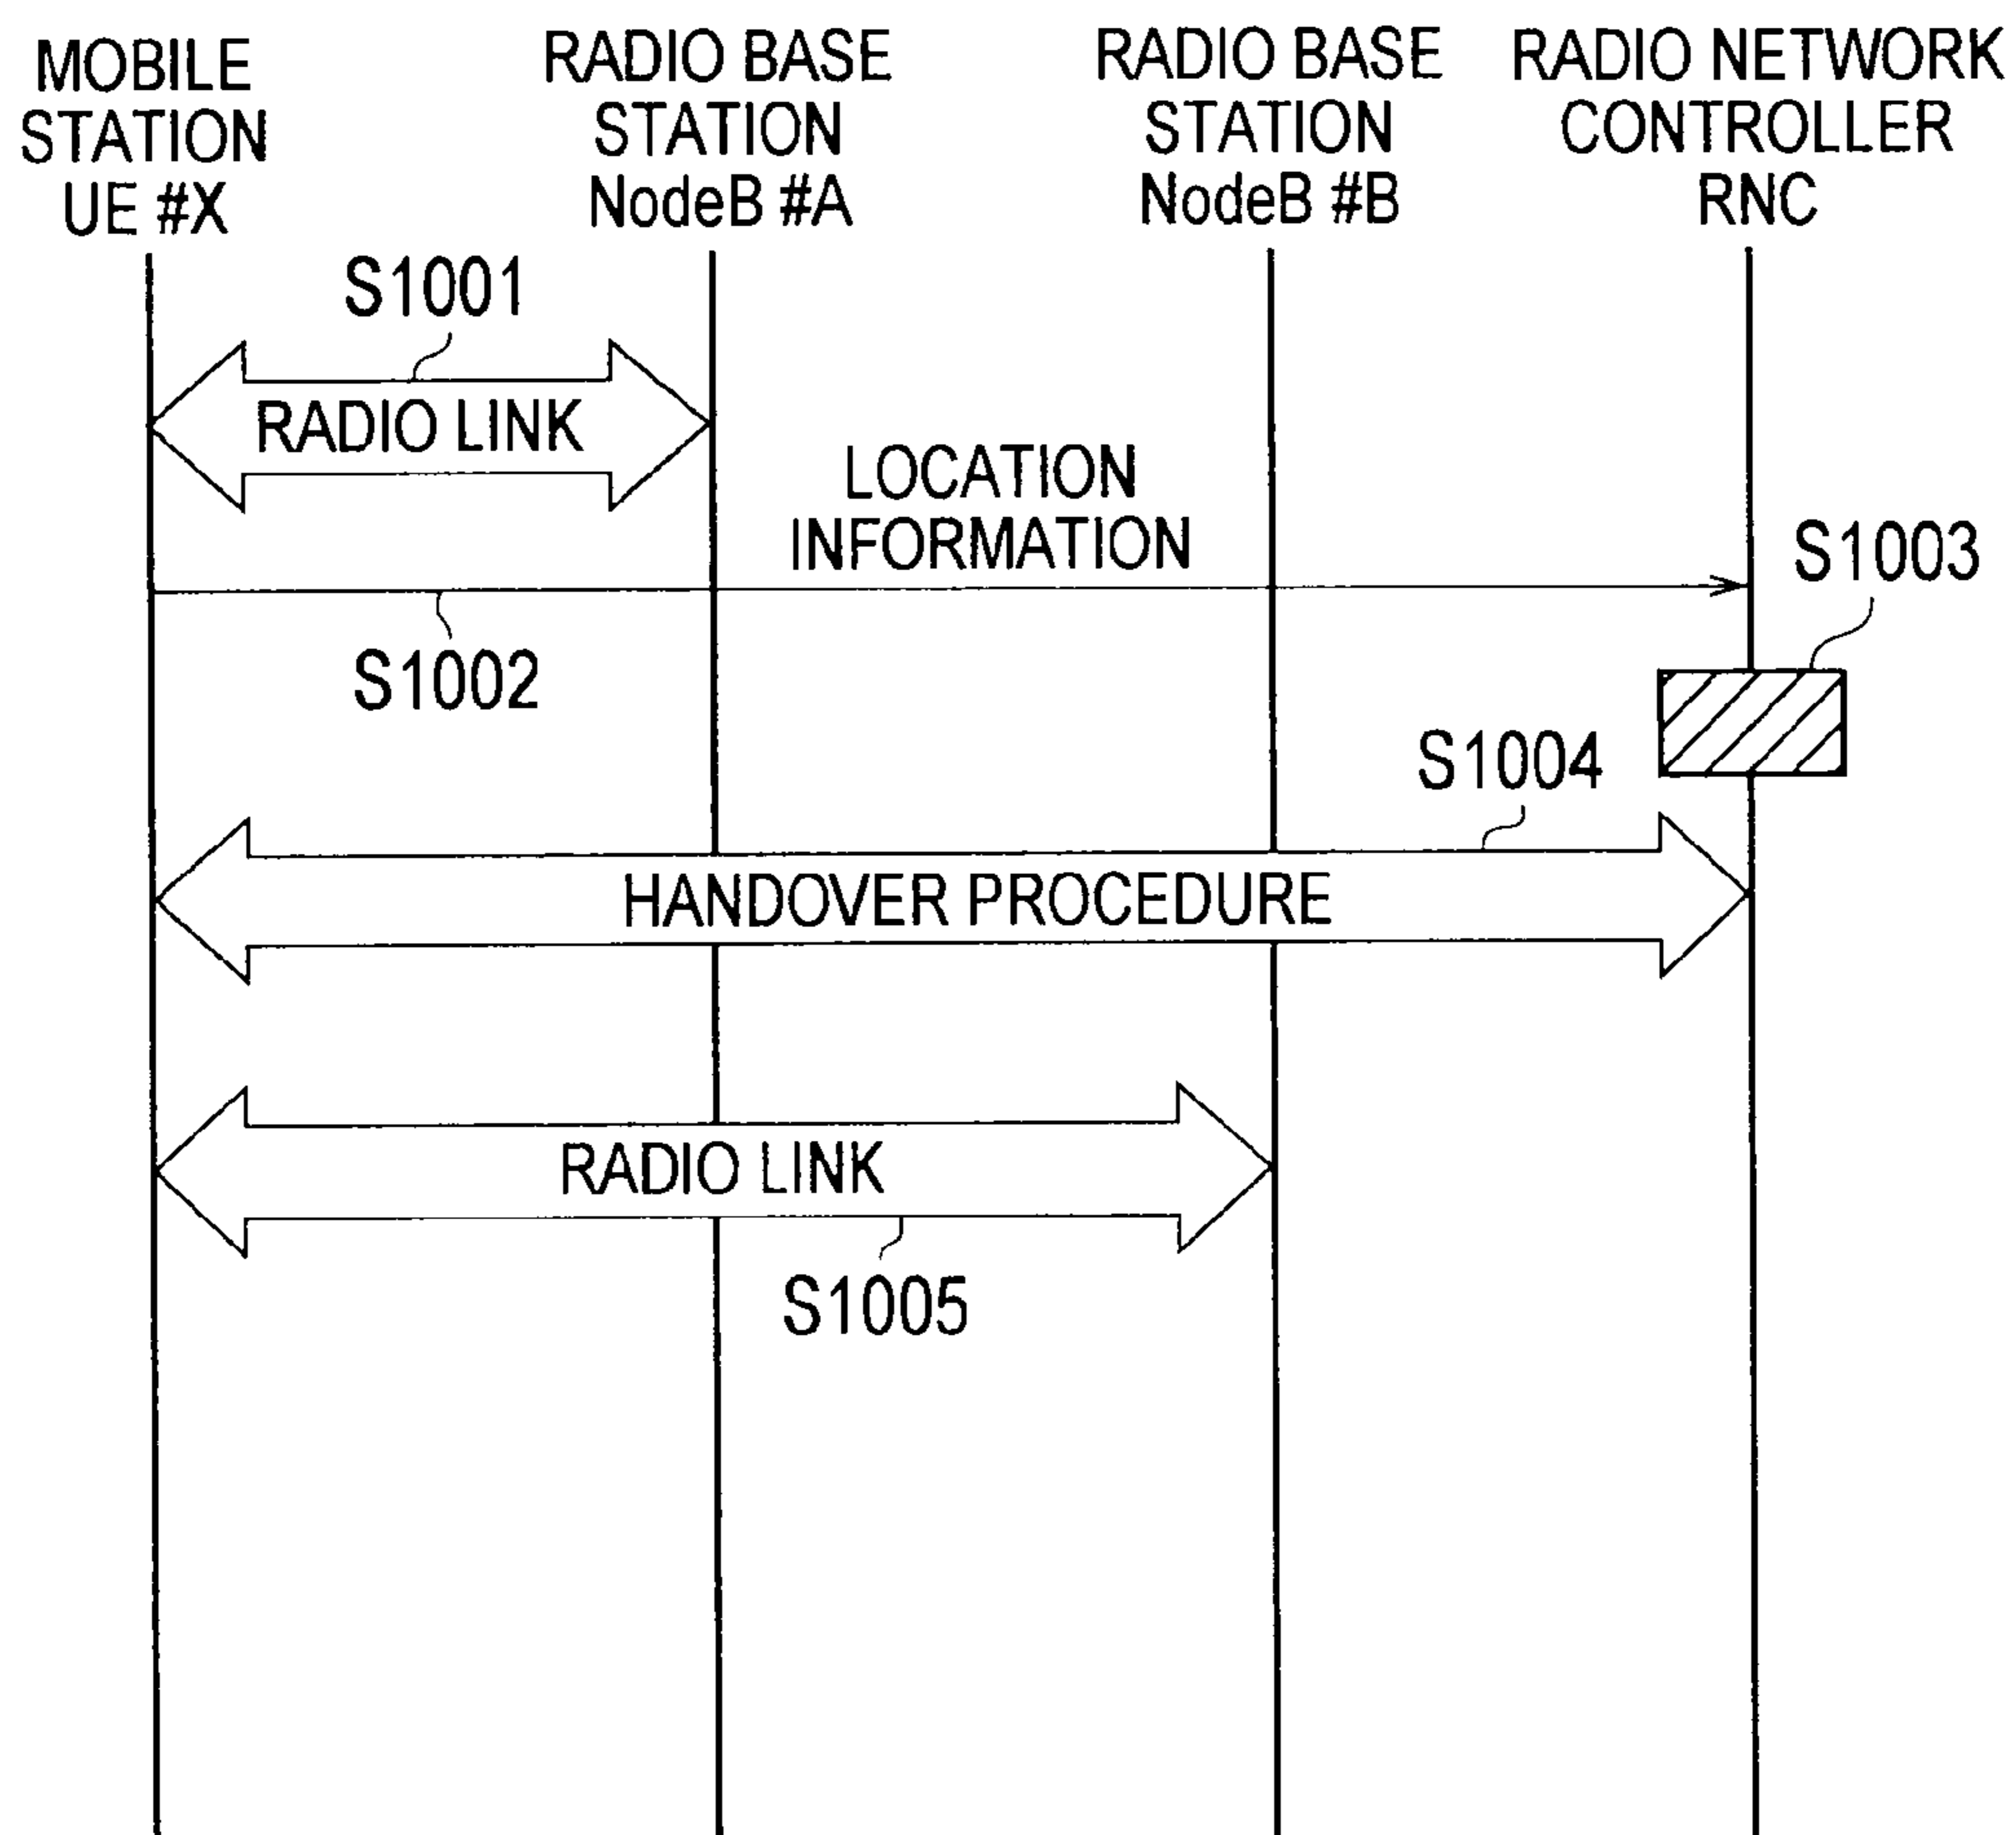 MOBILE
STATION
UE #X
RADIO BASE
STATION
NodeB #A
RADIO BASE
STATION
NodeB #B
RADIO NETWORK
CONTROLLER
RNC
S1001
RADIO LINK
LOCATION
INFORMATION
S1002
S1003
S1004
HANDOVER PROCEDURE
RADIO LINK
S1005